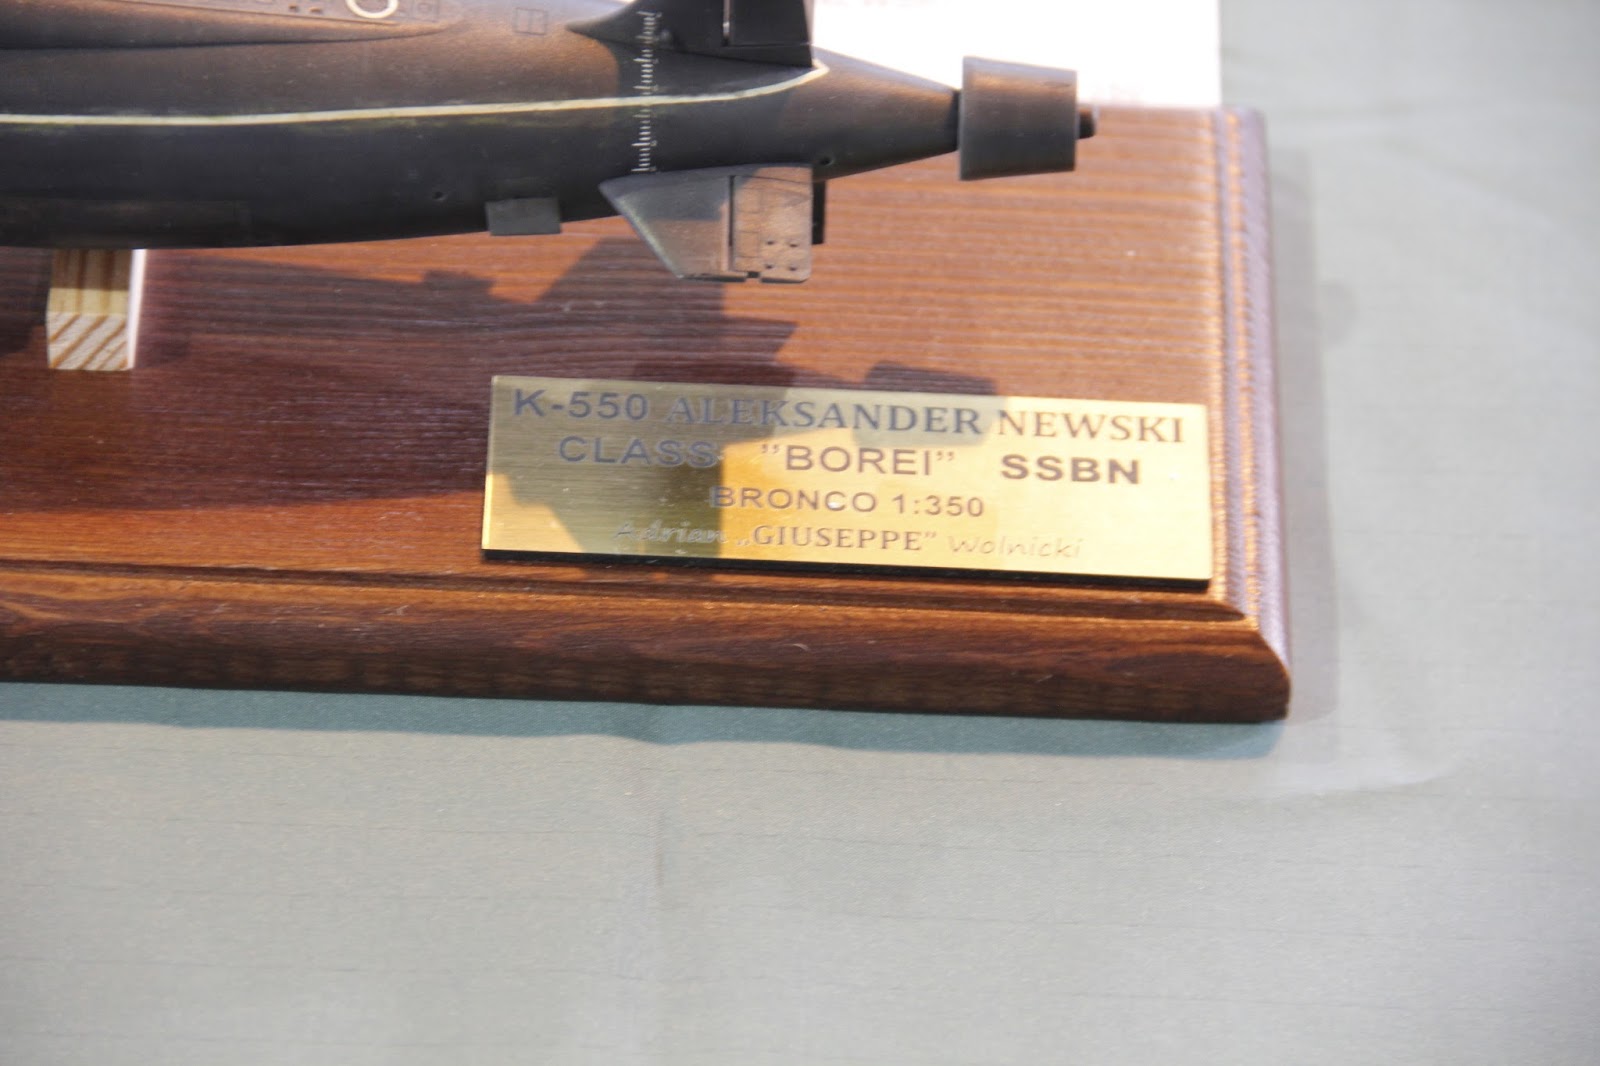 K-550 ALEKSANDER NEWSKI
CLASS ”BOREI” SSBN
BRONCO 1:350
Adrian „GIUSEPPE” Wolnicki